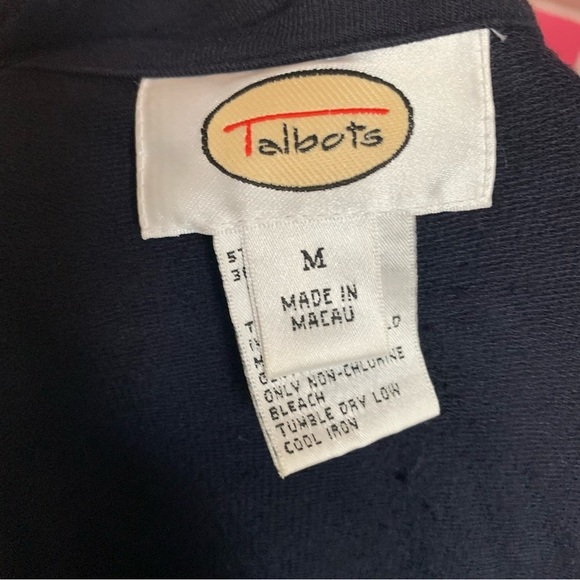 Talbots
M
MADE IN
MACAU
ONLY NON-CHLORINE
BLEACH
TUMBLE DRY LOW
COOL IRON